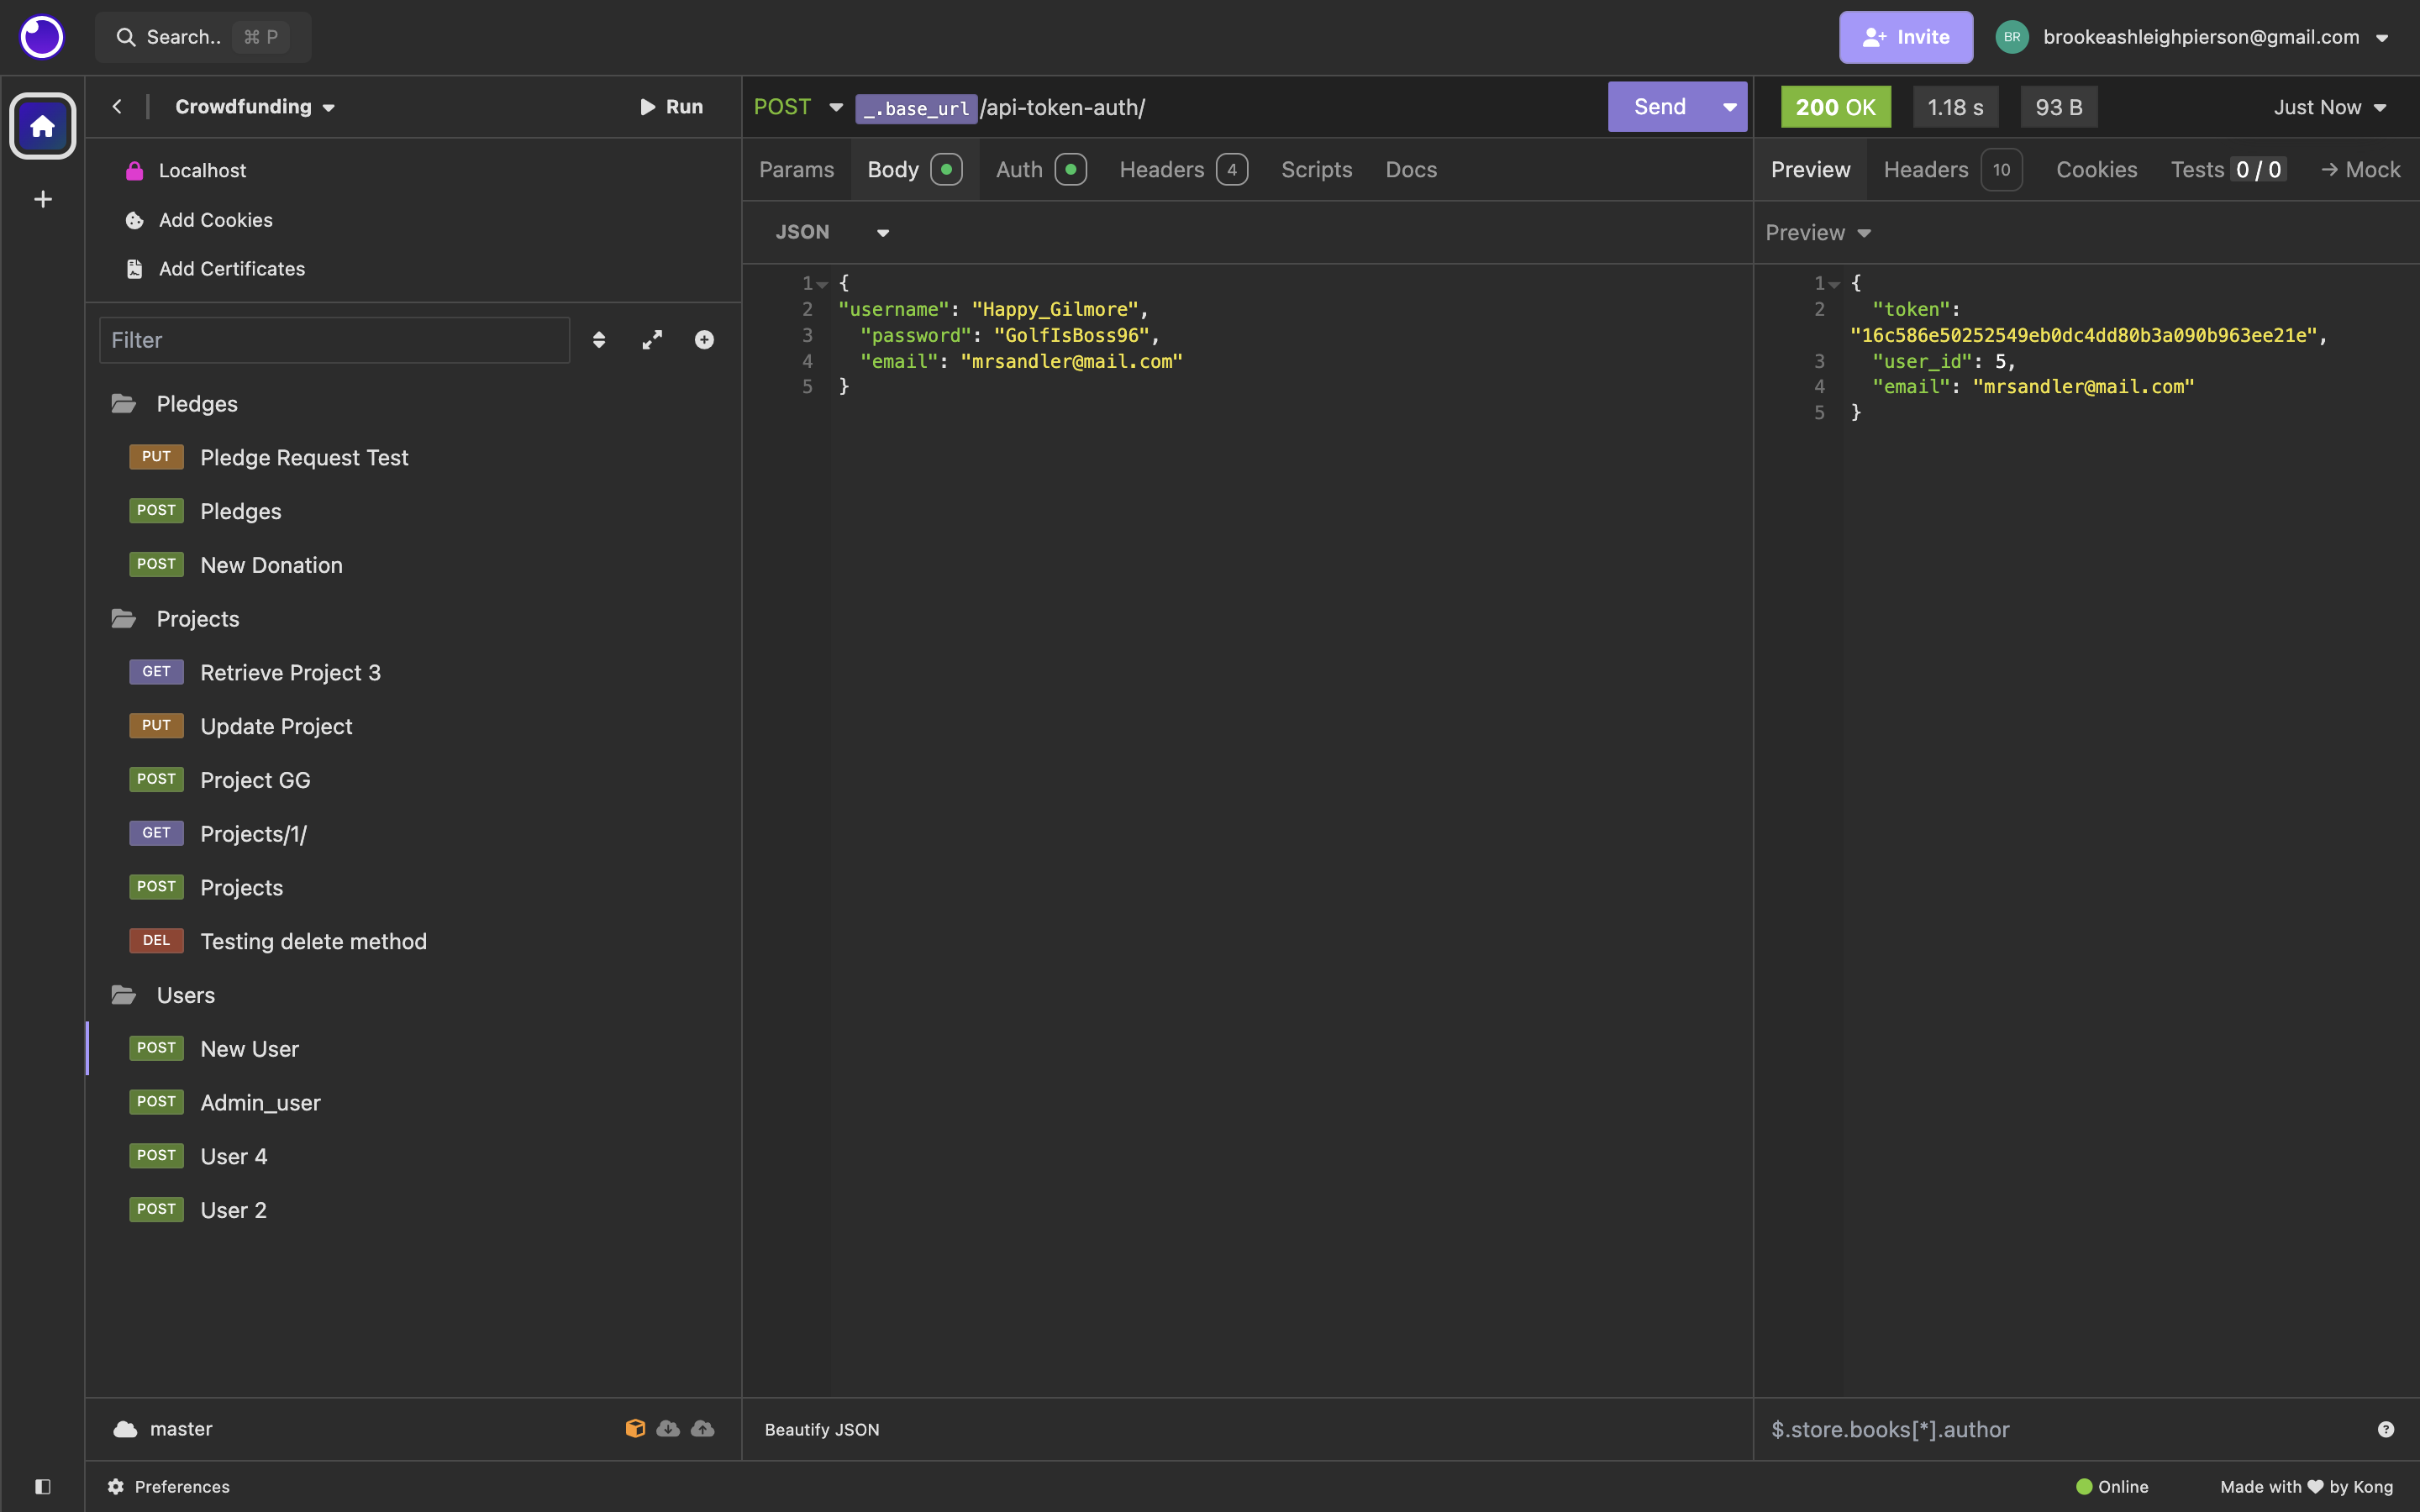 Search.. ⌘ P
Invite
BR brookeashleighpierson@gmail.com
Crowdfunding
Run
Localhost
Add Cookies
Add Certificates
Filter
Pledges
PUT Pledge Request Test
POST Pledges
POST New Donation
Projects
GET Retrieve Project 3
PUT Update Project
POST Project GG
GET Projects/1/
POST Projects
DEL Testing delete method
Users
POST New User
POST Admin_user
POST User 4
POST User 2
master
Preferences
POST _.base_url/api-token-auth/ Send
Params Body Auth Headers 4 Scripts Docs
JSON
1 {
2 "username": "Happy_Gilmore",
3 "password": "GolfIsBoss96",
4 "email": "mrsandler@mail.com"
5 }
Beautify JSON
200 OK 1.18 s 93 B Just Now
Preview Headers 10 Cookies Tests 0 / 0 → Mock
Preview
1 {
2 "token":
"16c586e50252549eb0dc4dd80b3a090b963ee21e",
3 "user_id": 5,
4 "email": "mrsandler@mail.com"
5 }
$.store.books[*].author
Online
Made with ♥ by Kong